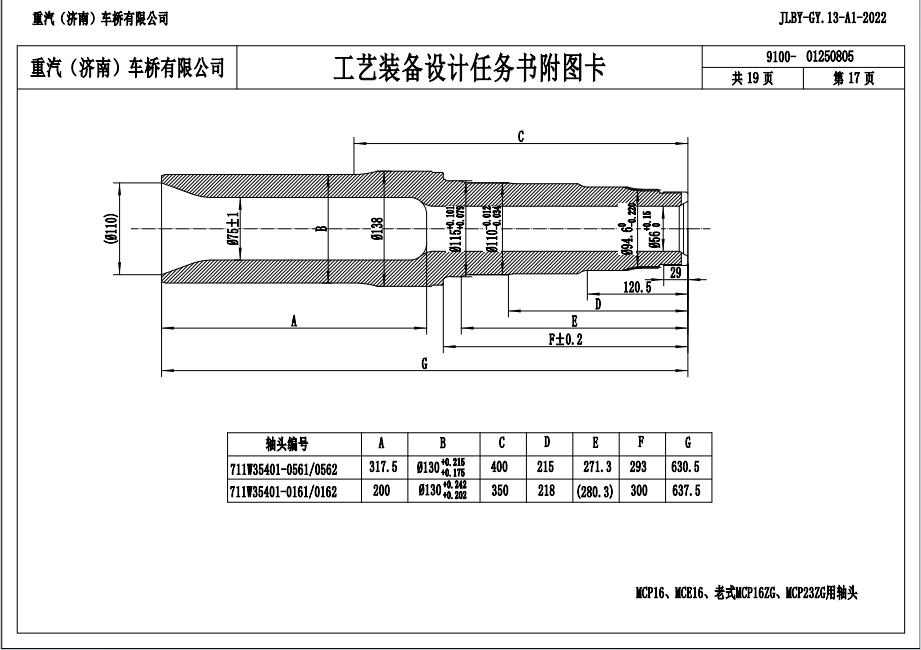 重汽（济南）车桥有限公司 JLBY-GY.13-A1-2022
重汽（济南）车桥有限公司 工艺装备设计任务书附图卡 9100- 01250805
共 19 页 第 17 页
C
(Ø110)
Ø75±1
B
Ø138
Ø115+0.101 +0.079
Ø110-0.012 -0.034
Ø94.6 0 -0.220
Ø56+0.15 0
29
120.5
D
A
E
F±0.2
G
轴头编号 A B C D E F G
711W35401-0561/0562 317.5 Ø130+0.215 +0.175 400 215 271.3 293 630.5
711W35401-0161/0162 200 Ø130+0.242 +0.202 350 218 (280.3) 300 637.5
MCP16、MCE16、老式MCP16ZG、MCP23ZG用轴头